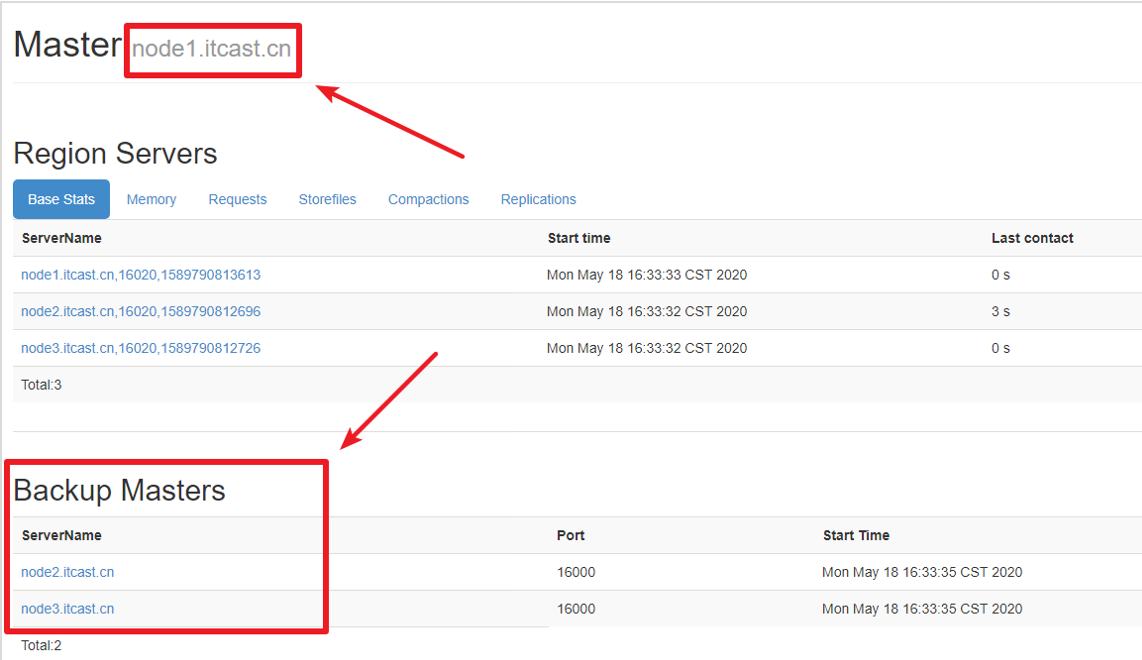 Master node1.itcast.cn
Region Servers
Base Stats Memory Requests Storefiles Compactions Replications
ServerName Start time Last contact
node1.itcast.cn,16020,1589790813613 Mon May 18 16:33:33 CST 2020 0 s
node2.itcast.cn,16020,1589790812696 Mon May 18 16:33:32 CST 2020 3 s
node3.itcast.cn,16020,1589790812726 Mon May 18 16:33:32 CST 2020 0 s
Total:3
Backup Masters
ServerName Port Start Time
node2.itcast.cn 16000 Mon May 18 16:33:35 CST 2020
node3.itcast.cn 16000 Mon May 18 16:33:35 CST 2020
Total:2